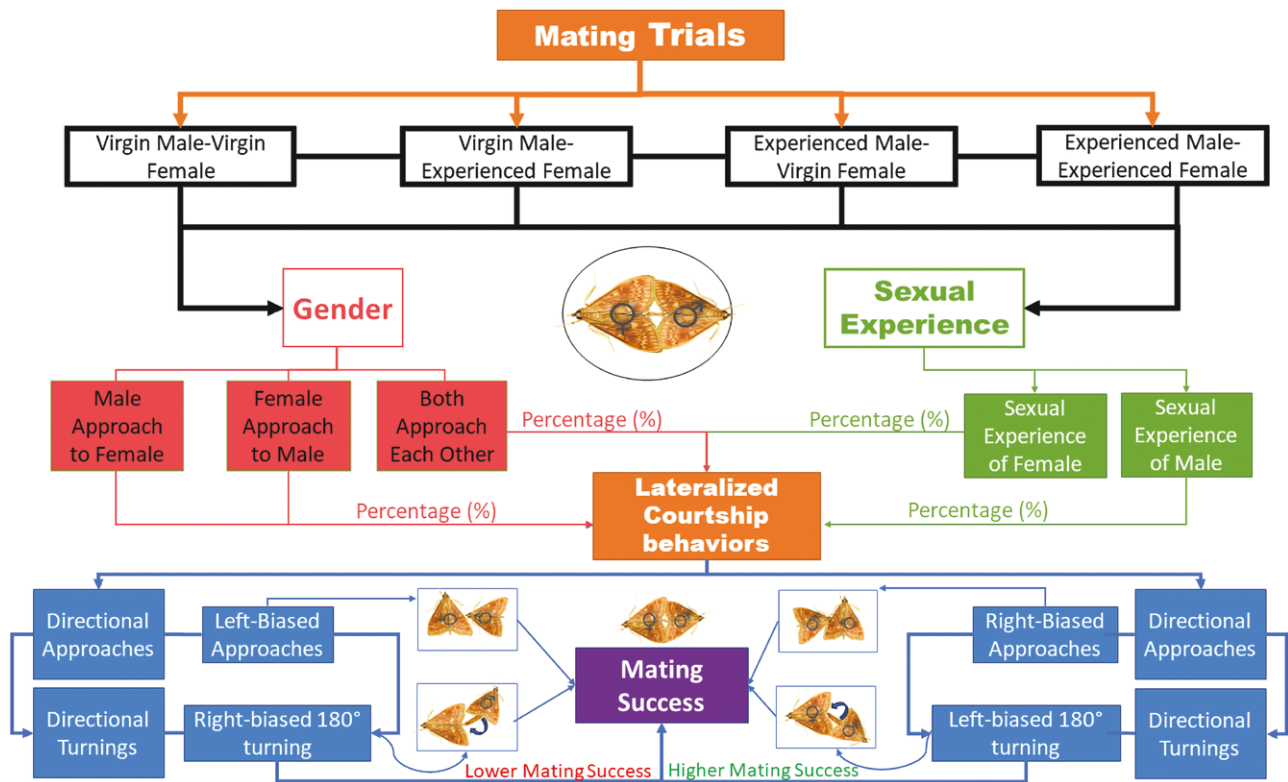 Mating Trials
Virgin Male-Virgin
Female
Virgin Male-
Experienced Female
Experienced Male-
Virgin Female
Experienced Male-
Experienced Female
Gender
♀
♂
Sexual
Experience
Male
Approach
to Female
Female
Approach
to Male
Both
Approach
Each Other
Percentage (%)
Percentage (%)
Sexual
Experience
of Female
Sexual
Experience
of Male
Percentage (%)
Lateralized
Courtship
behaviors
Percentage (%)
Directional
Approaches
Left-Biased
Approaches
Right-Biased
Approaches
Directional
Approaches
Mating
Success
Directional
Turnings
Right-biased 180°
turning
Left-biased 180°
turning
Directional
Turnings
Lower Mating Success
Higher Mating Success